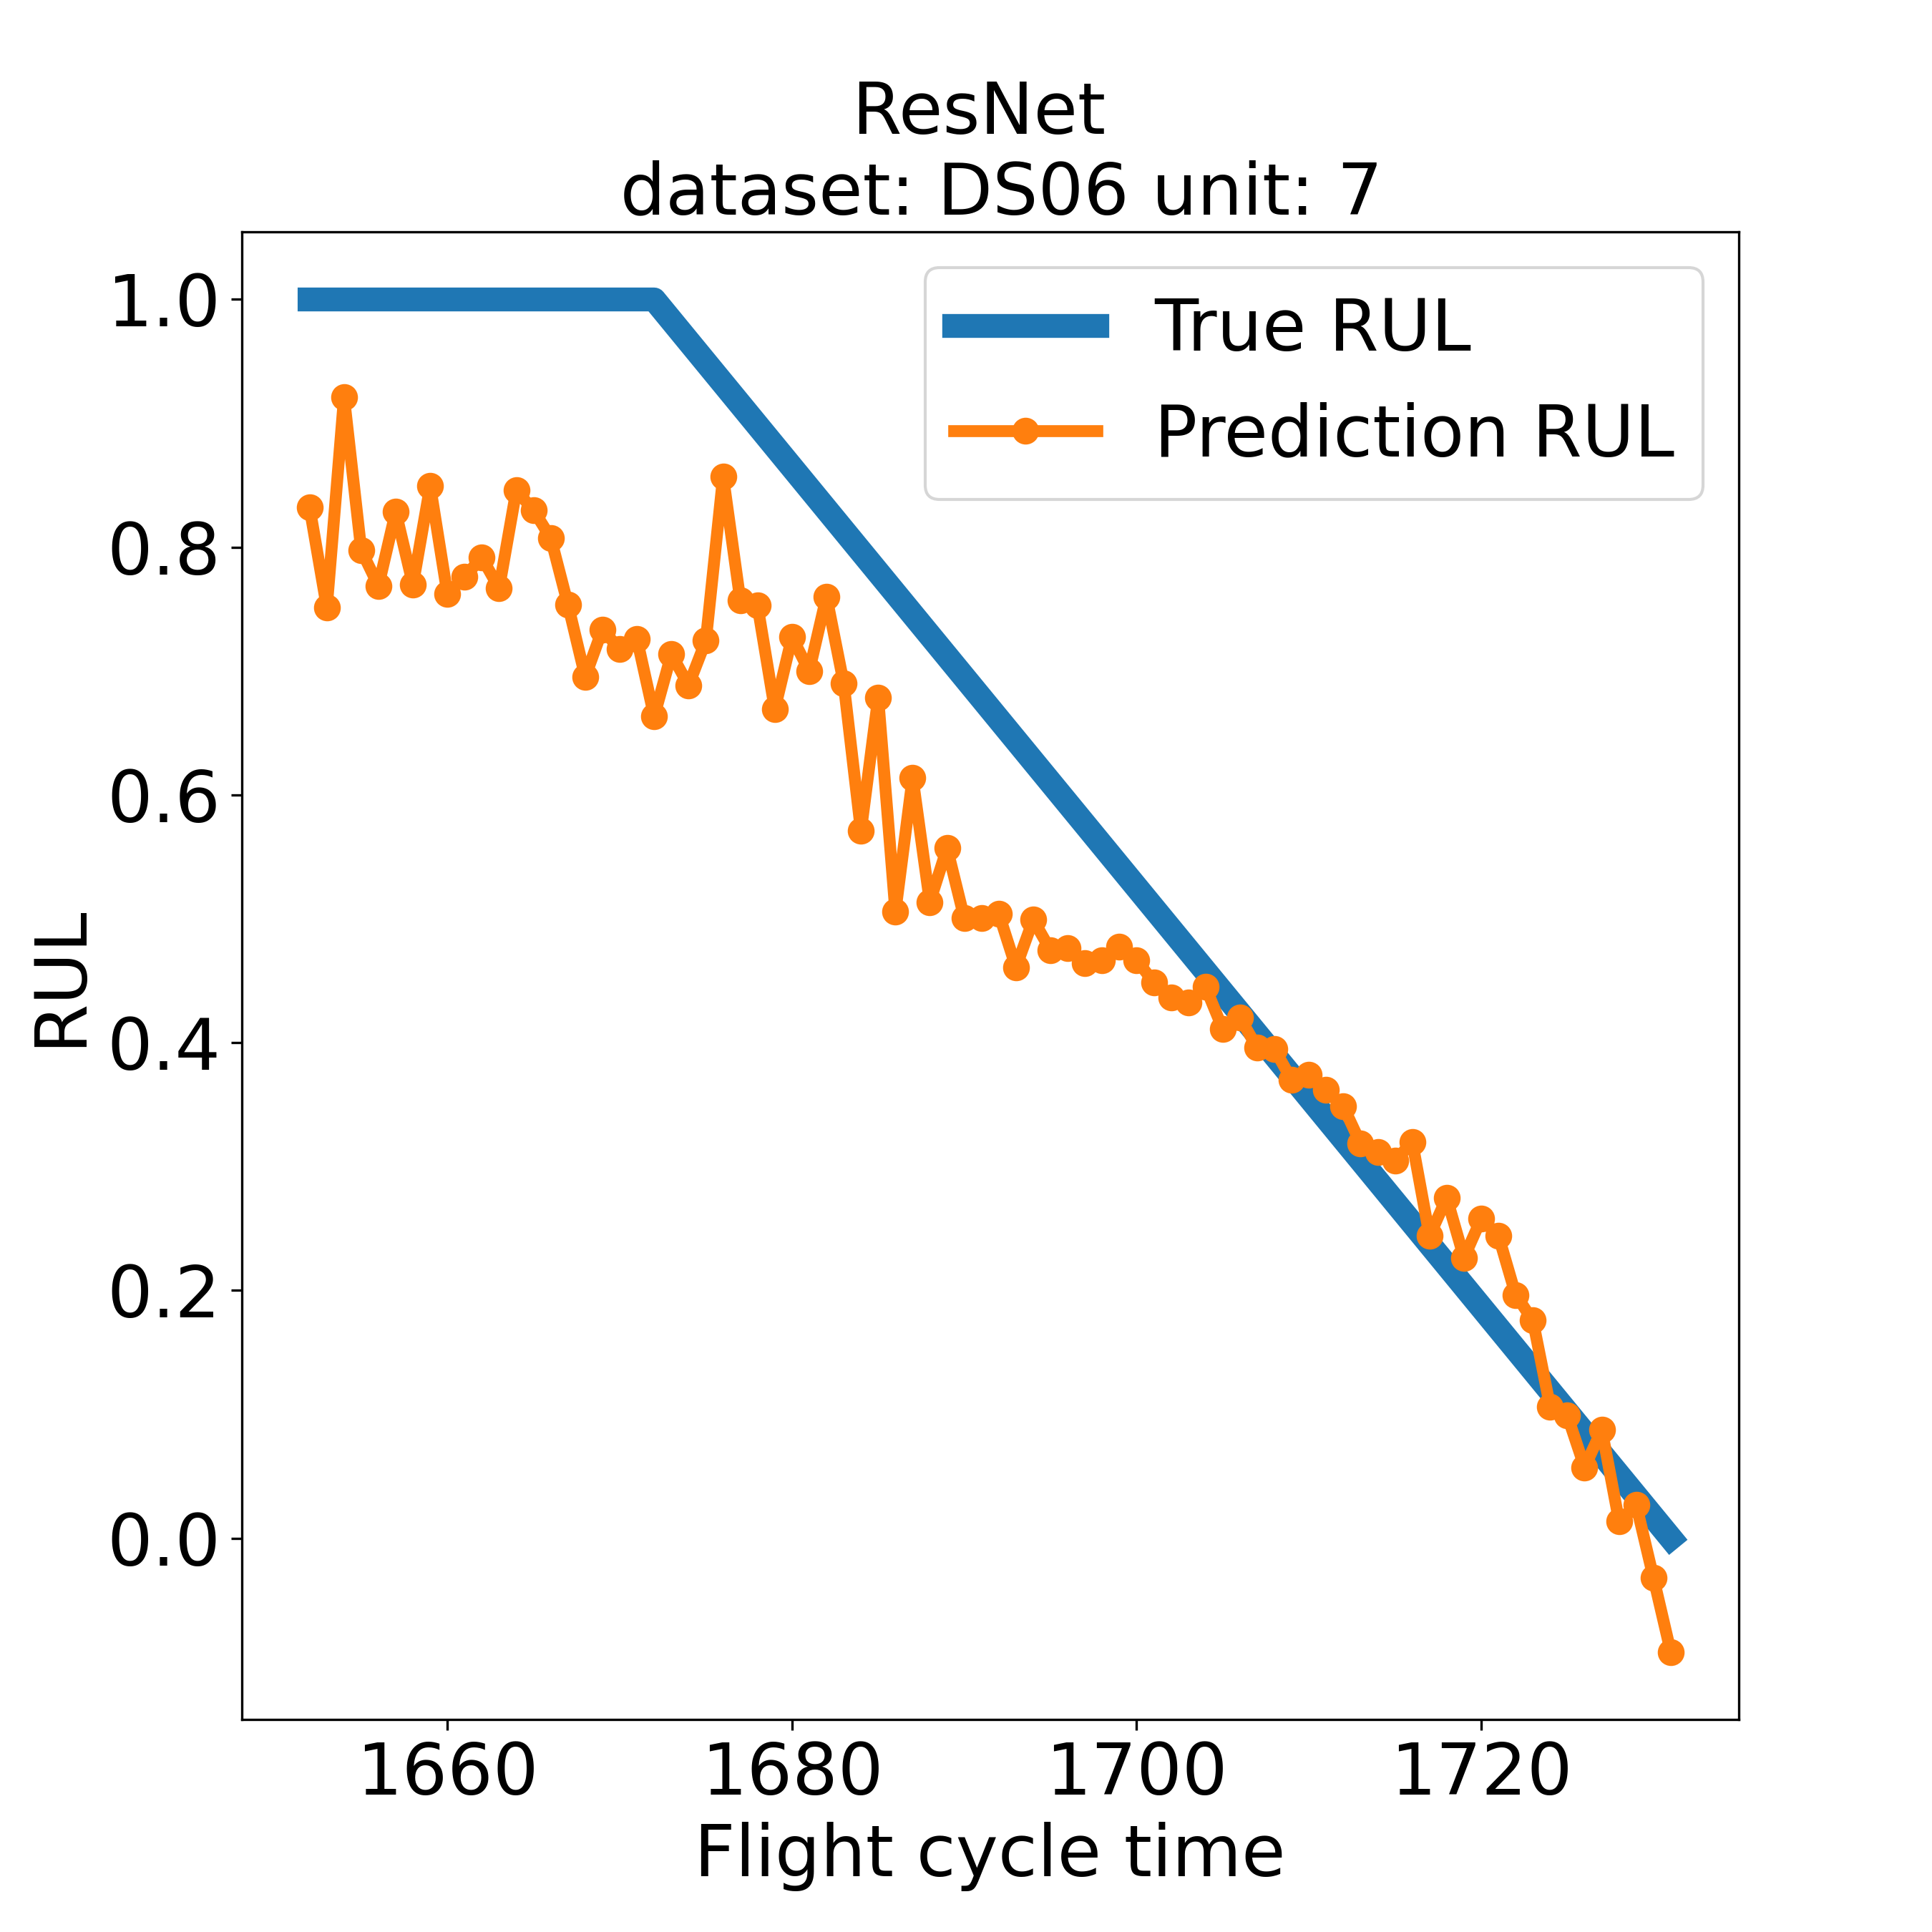 ResNet
dataset: DS06 unit: 7
True RUL
Prediction RUL
1.0
0.8
0.6
0.4
0.2
0.0
RUL
1660 1680 1700 1720
Flight cycle time